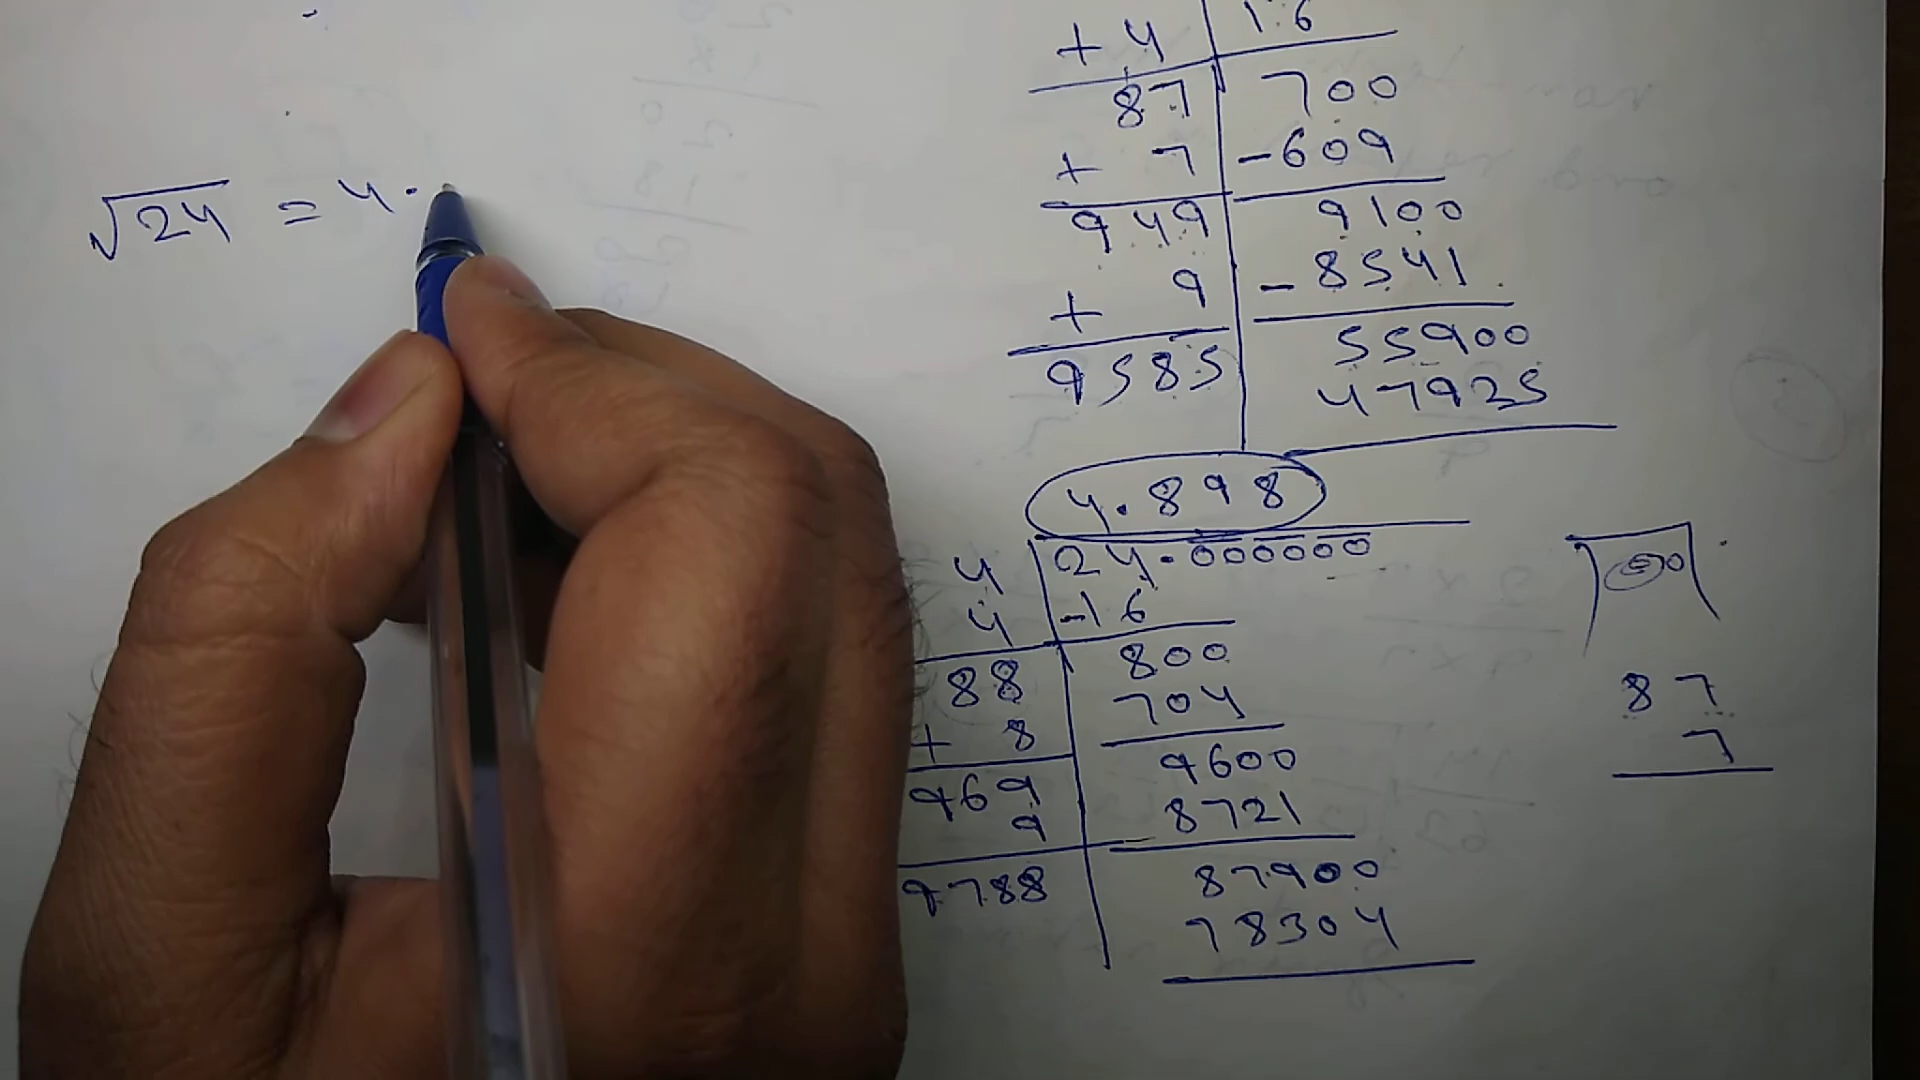 √24 = 4.
+ 4 | 16
87 | 700
+ 7 | -609
949 | 9100
+ 9 | -8541
9585 | 55900
47925
4.898
4 | 24.000000
4 | -16
88 | 800
+ 8 | 704
969 | 9600
9 | - 8721
9788 | 87900
78304
00
87
7